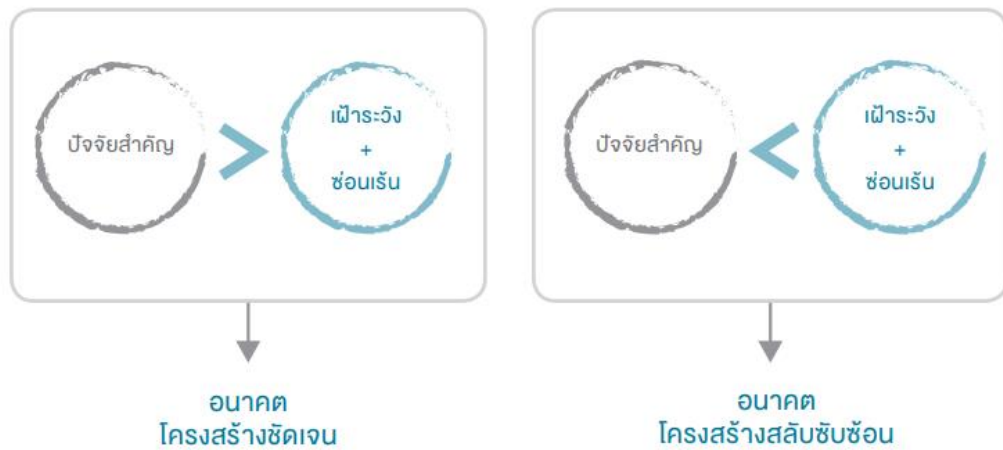 ปัจจัยสำคัญ
>
เฝ้าระวัง
+
ซ่อนเร้น
อนาคต
โครงสร้างชัดเจน
ปัจจัยสำคัญ
<
เฝ้าระวัง
+
ซ่อนเร้น
อนาคต
โครงสร้างสลับซับซ้อน